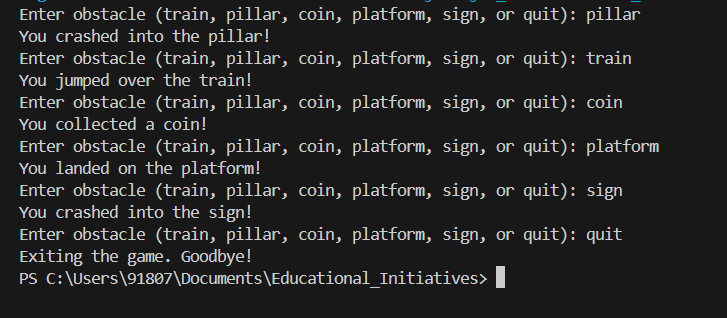 Enter obstacle (train, pillar, coin, platform, sign, or quit): pillar
You crashed into the pillar!
Enter obstacle (train, pillar, coin, platform, sign, or quit): train
You jumped over the train!
Enter obstacle (train, pillar, coin, platform, sign, or quit): coin
You collected a coin!
Enter obstacle (train, pillar, coin, platform, sign, or quit): platform
You landed on the platform!
Enter obstacle (train, pillar, coin, platform, sign, or quit): sign
You crashed into the sign!
Enter obstacle (train, pillar, coin, platform, sign, or quit): quit
Exiting the game. Goodbye!
PS C:\Users\91807\Documents\Educational_Initiatives>